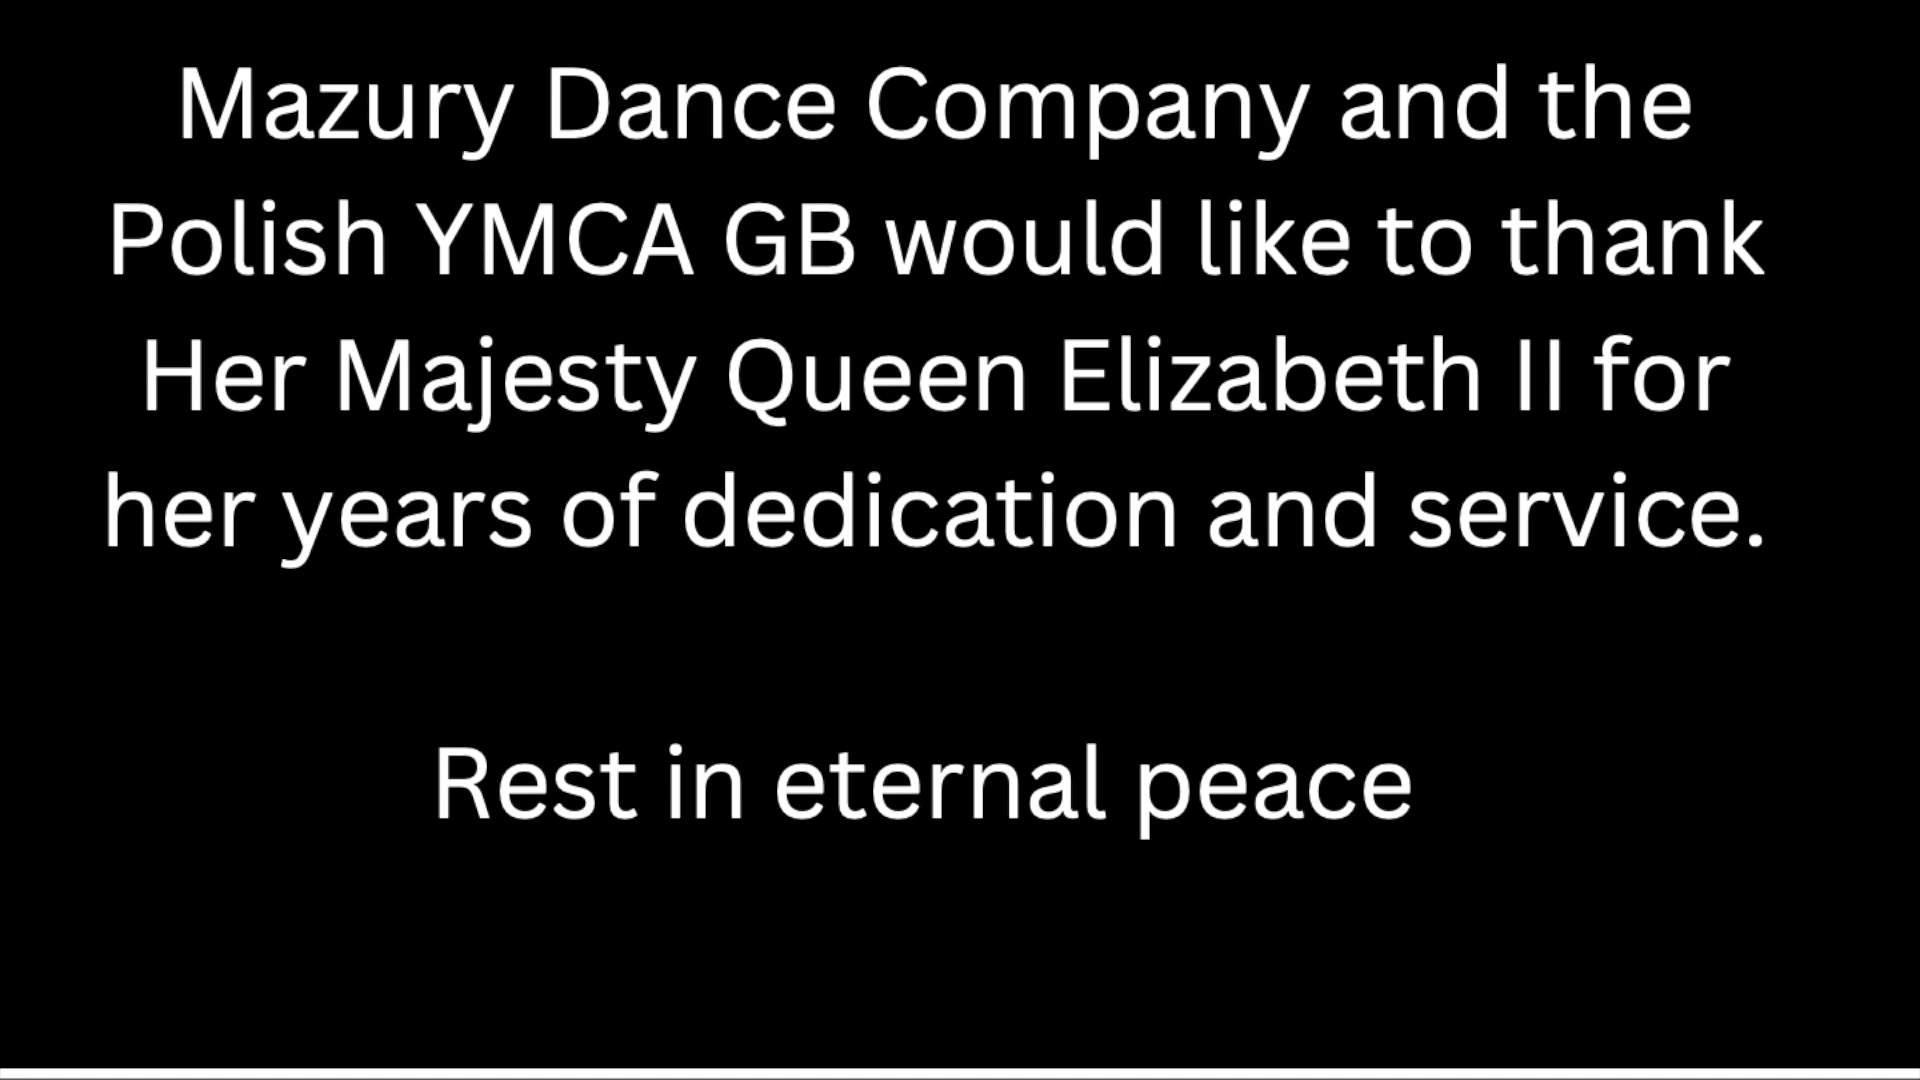 Mazury Dance Company and the
Polish YMCA GB would like to thank
Her Majesty Queen Elizabeth II for
her years of dedication and service.
Rest in eternal peace